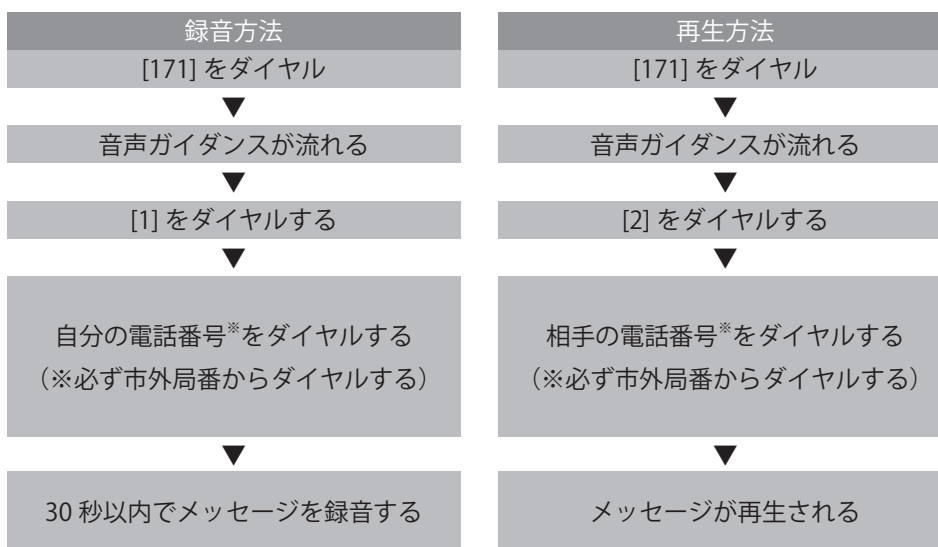 録音方法
[171] をダイヤル
▼
音声ガイダンスが流れる
▼
[1] をダイヤルする
▼
自分の電話番号※をダイヤルする
（※必ず市外局番からダイヤルする）
▼
30 秒以内でメッセージを録音する
再生方法
[171] をダイヤル
▼
音声ガイダンスが流れる
▼
[2] をダイヤルする
▼
相手の電話番号※をダイヤルする
（※必ず市外局番からダイヤルする）
▼
メッセージが再生される